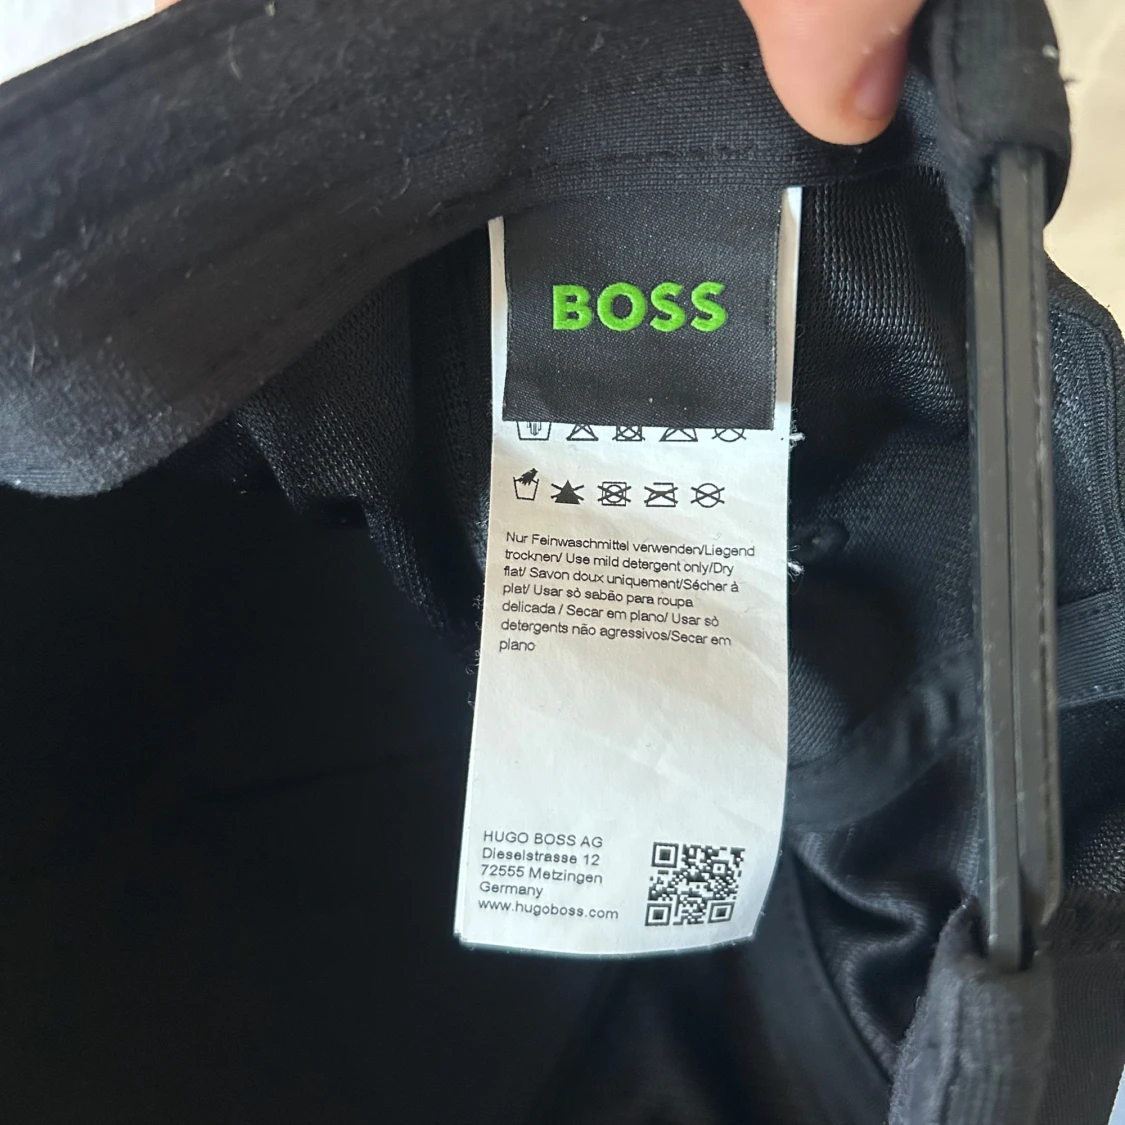 BOSS
Nur Feinwaschmittel verwenden/Liegend
trocknen/ Use mild detergent only/Dry
flat/ Savon doux uniquement/Sécher à
plat/ Usar sò sabão para roupa
delicada / Secar em plano/ Usar sò
detergents não agressivos/Secar em
plano
HUGO BOSS AG
Dieselstrasse 12
72555 Metzingen
Germany
www.hugoboss.com